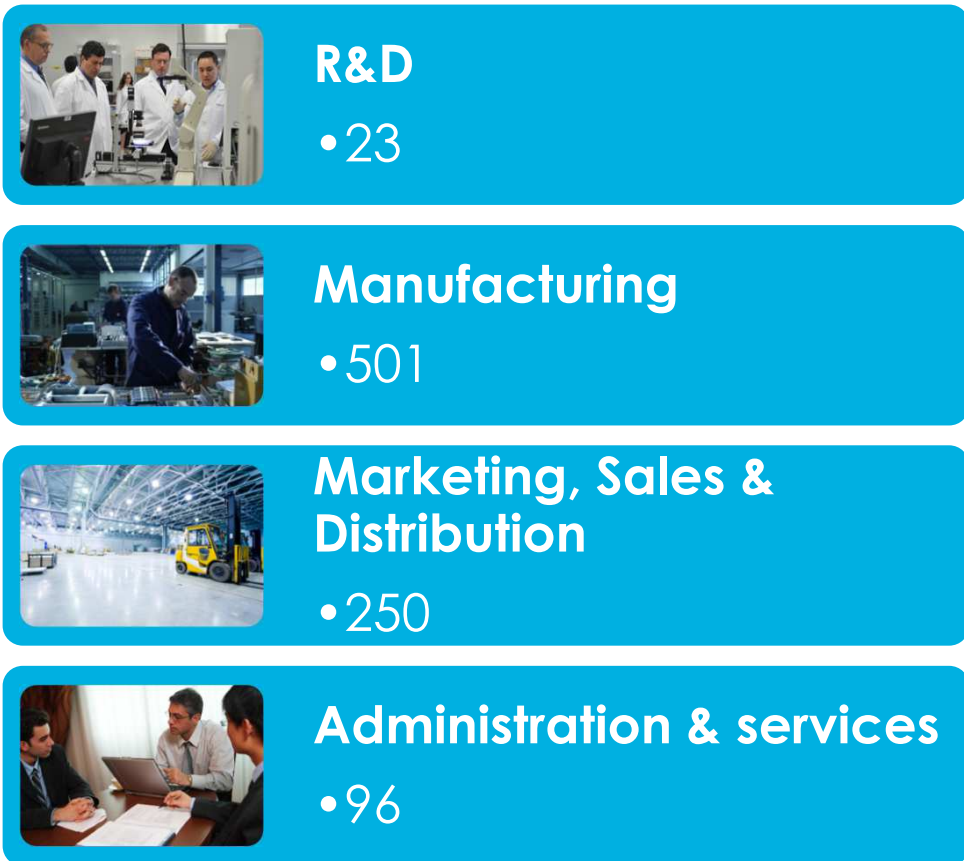 R&D
•23
Manufacturing
•501
Marketing, Sales &
Distribution
•250
Administration & services
•96